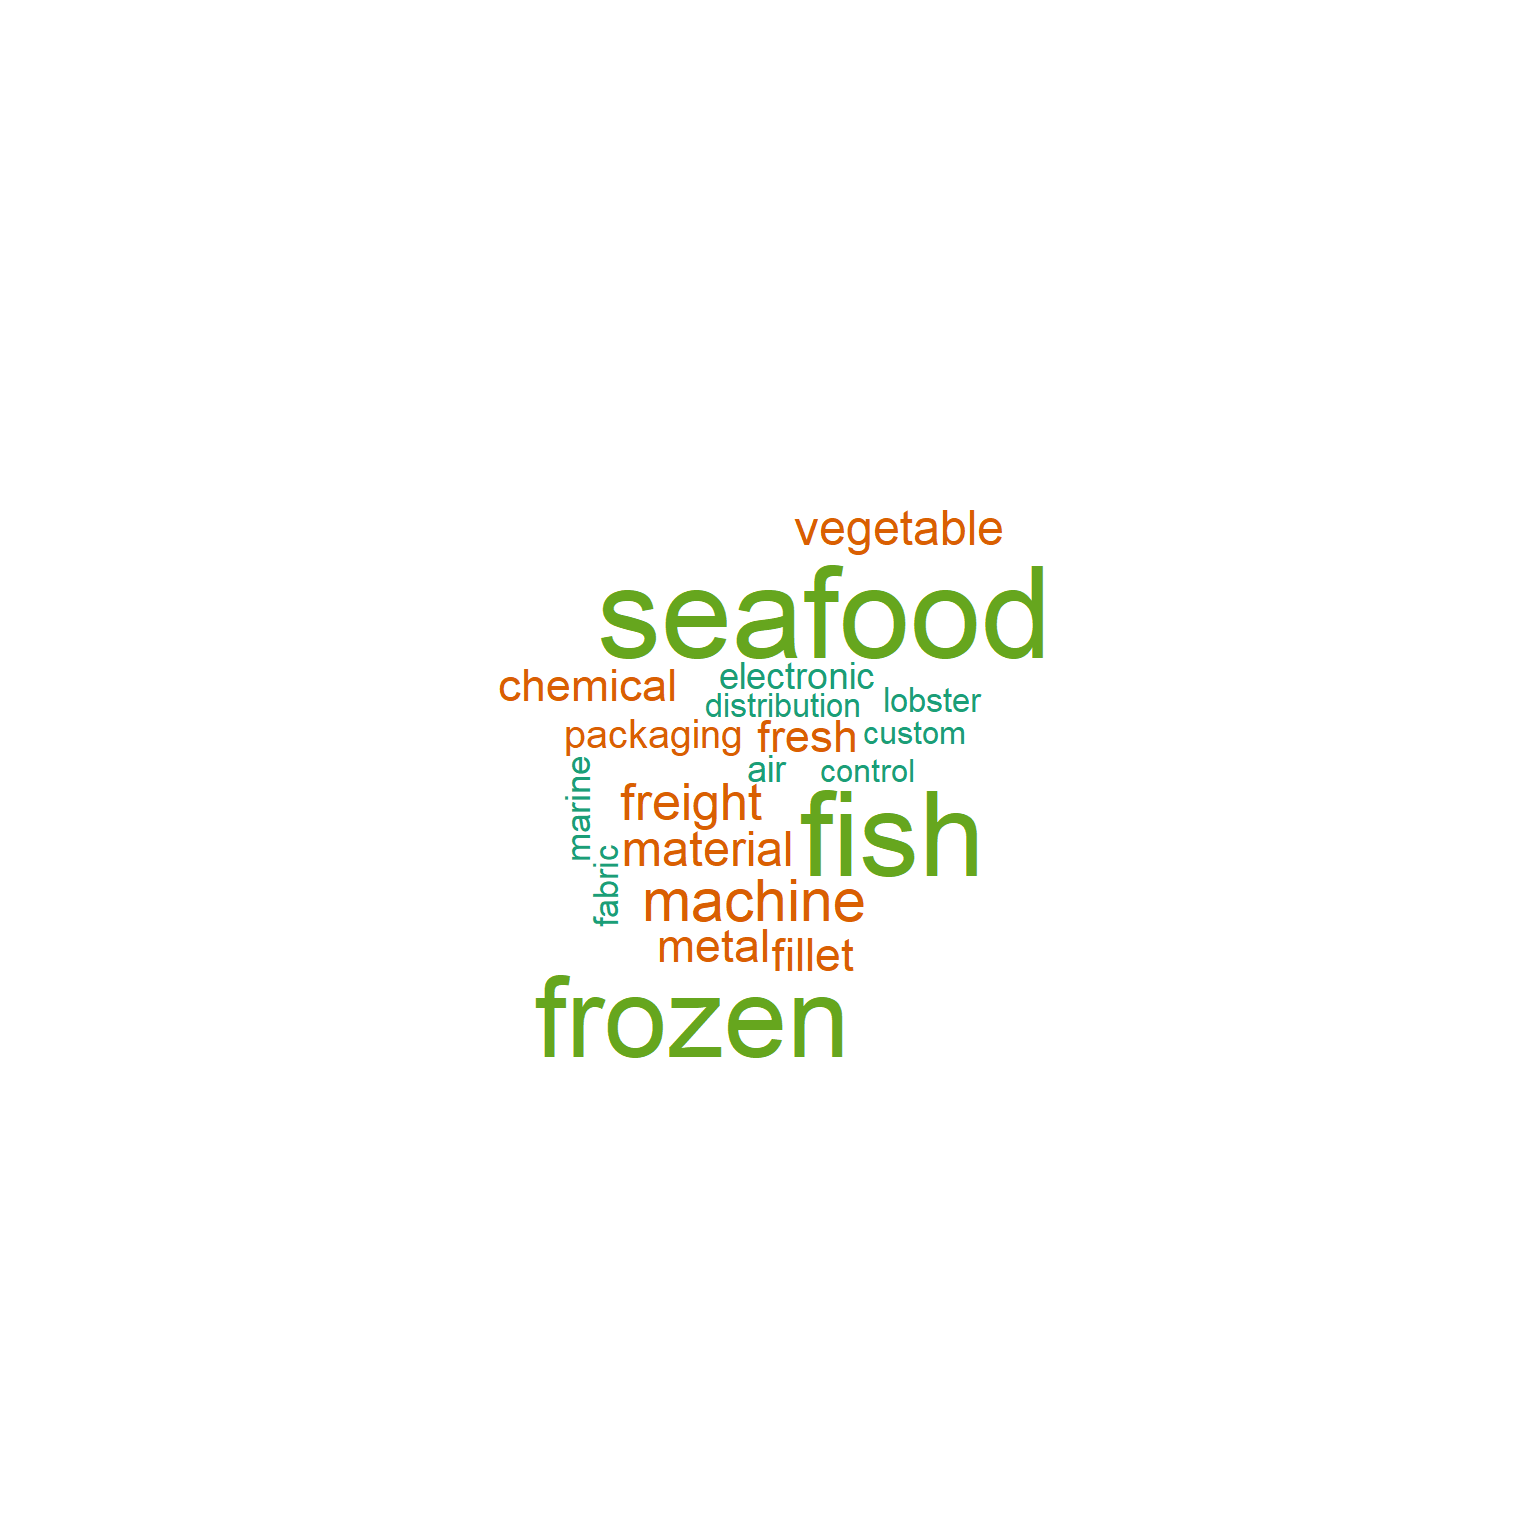 vegetable
seafood
chemical
electronic
distribution
lobster
packaging
fresh
custom
air
control
marine
freight
fish
material
fabric
machine
metal
fillet
frozen